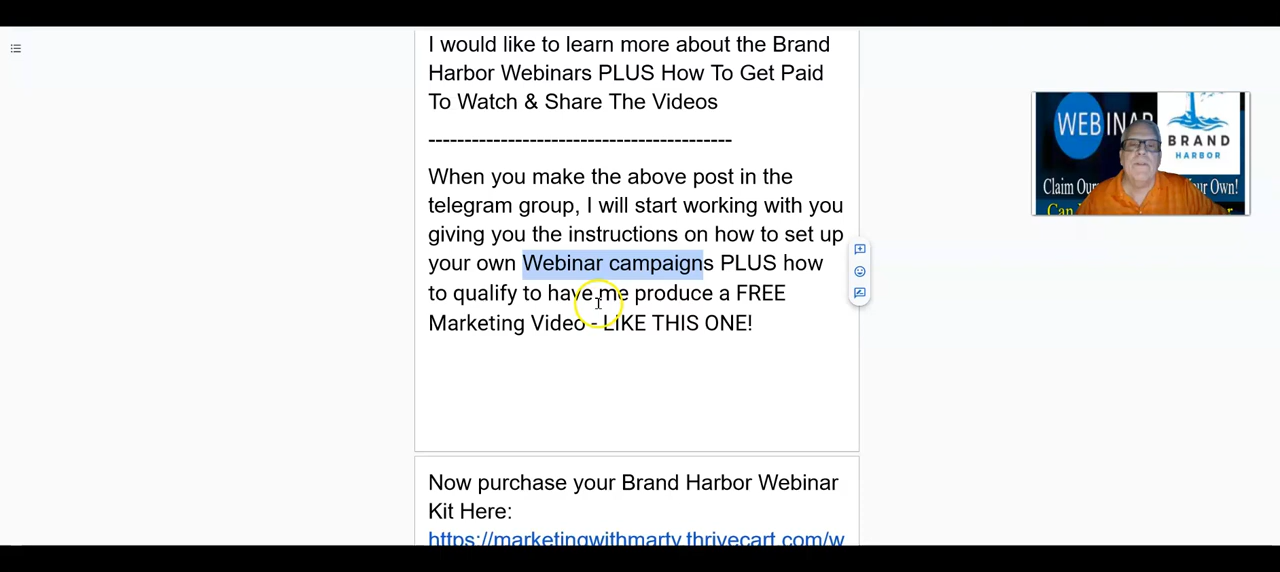 I would like to learn more about the Brand
Harbor Webinars PLUS How To Get Paid
To Watch & Share The Videos
-----------------------------------------
When you make the above post in the
telegram group, I will start working with you
giving you the instructions on how to set up
your own Webinar campaigns PLUS how
to qualify to have me produce a FREE
Marketing Video - LIKE THIS ONE!
Now purchase your Brand Harbor Webinar
Kit Here:
https://marketingwithmarty.thrivecart.com/w
WEBINAR
BRAND
HARBOR
Claim Our
Your Own!
Can